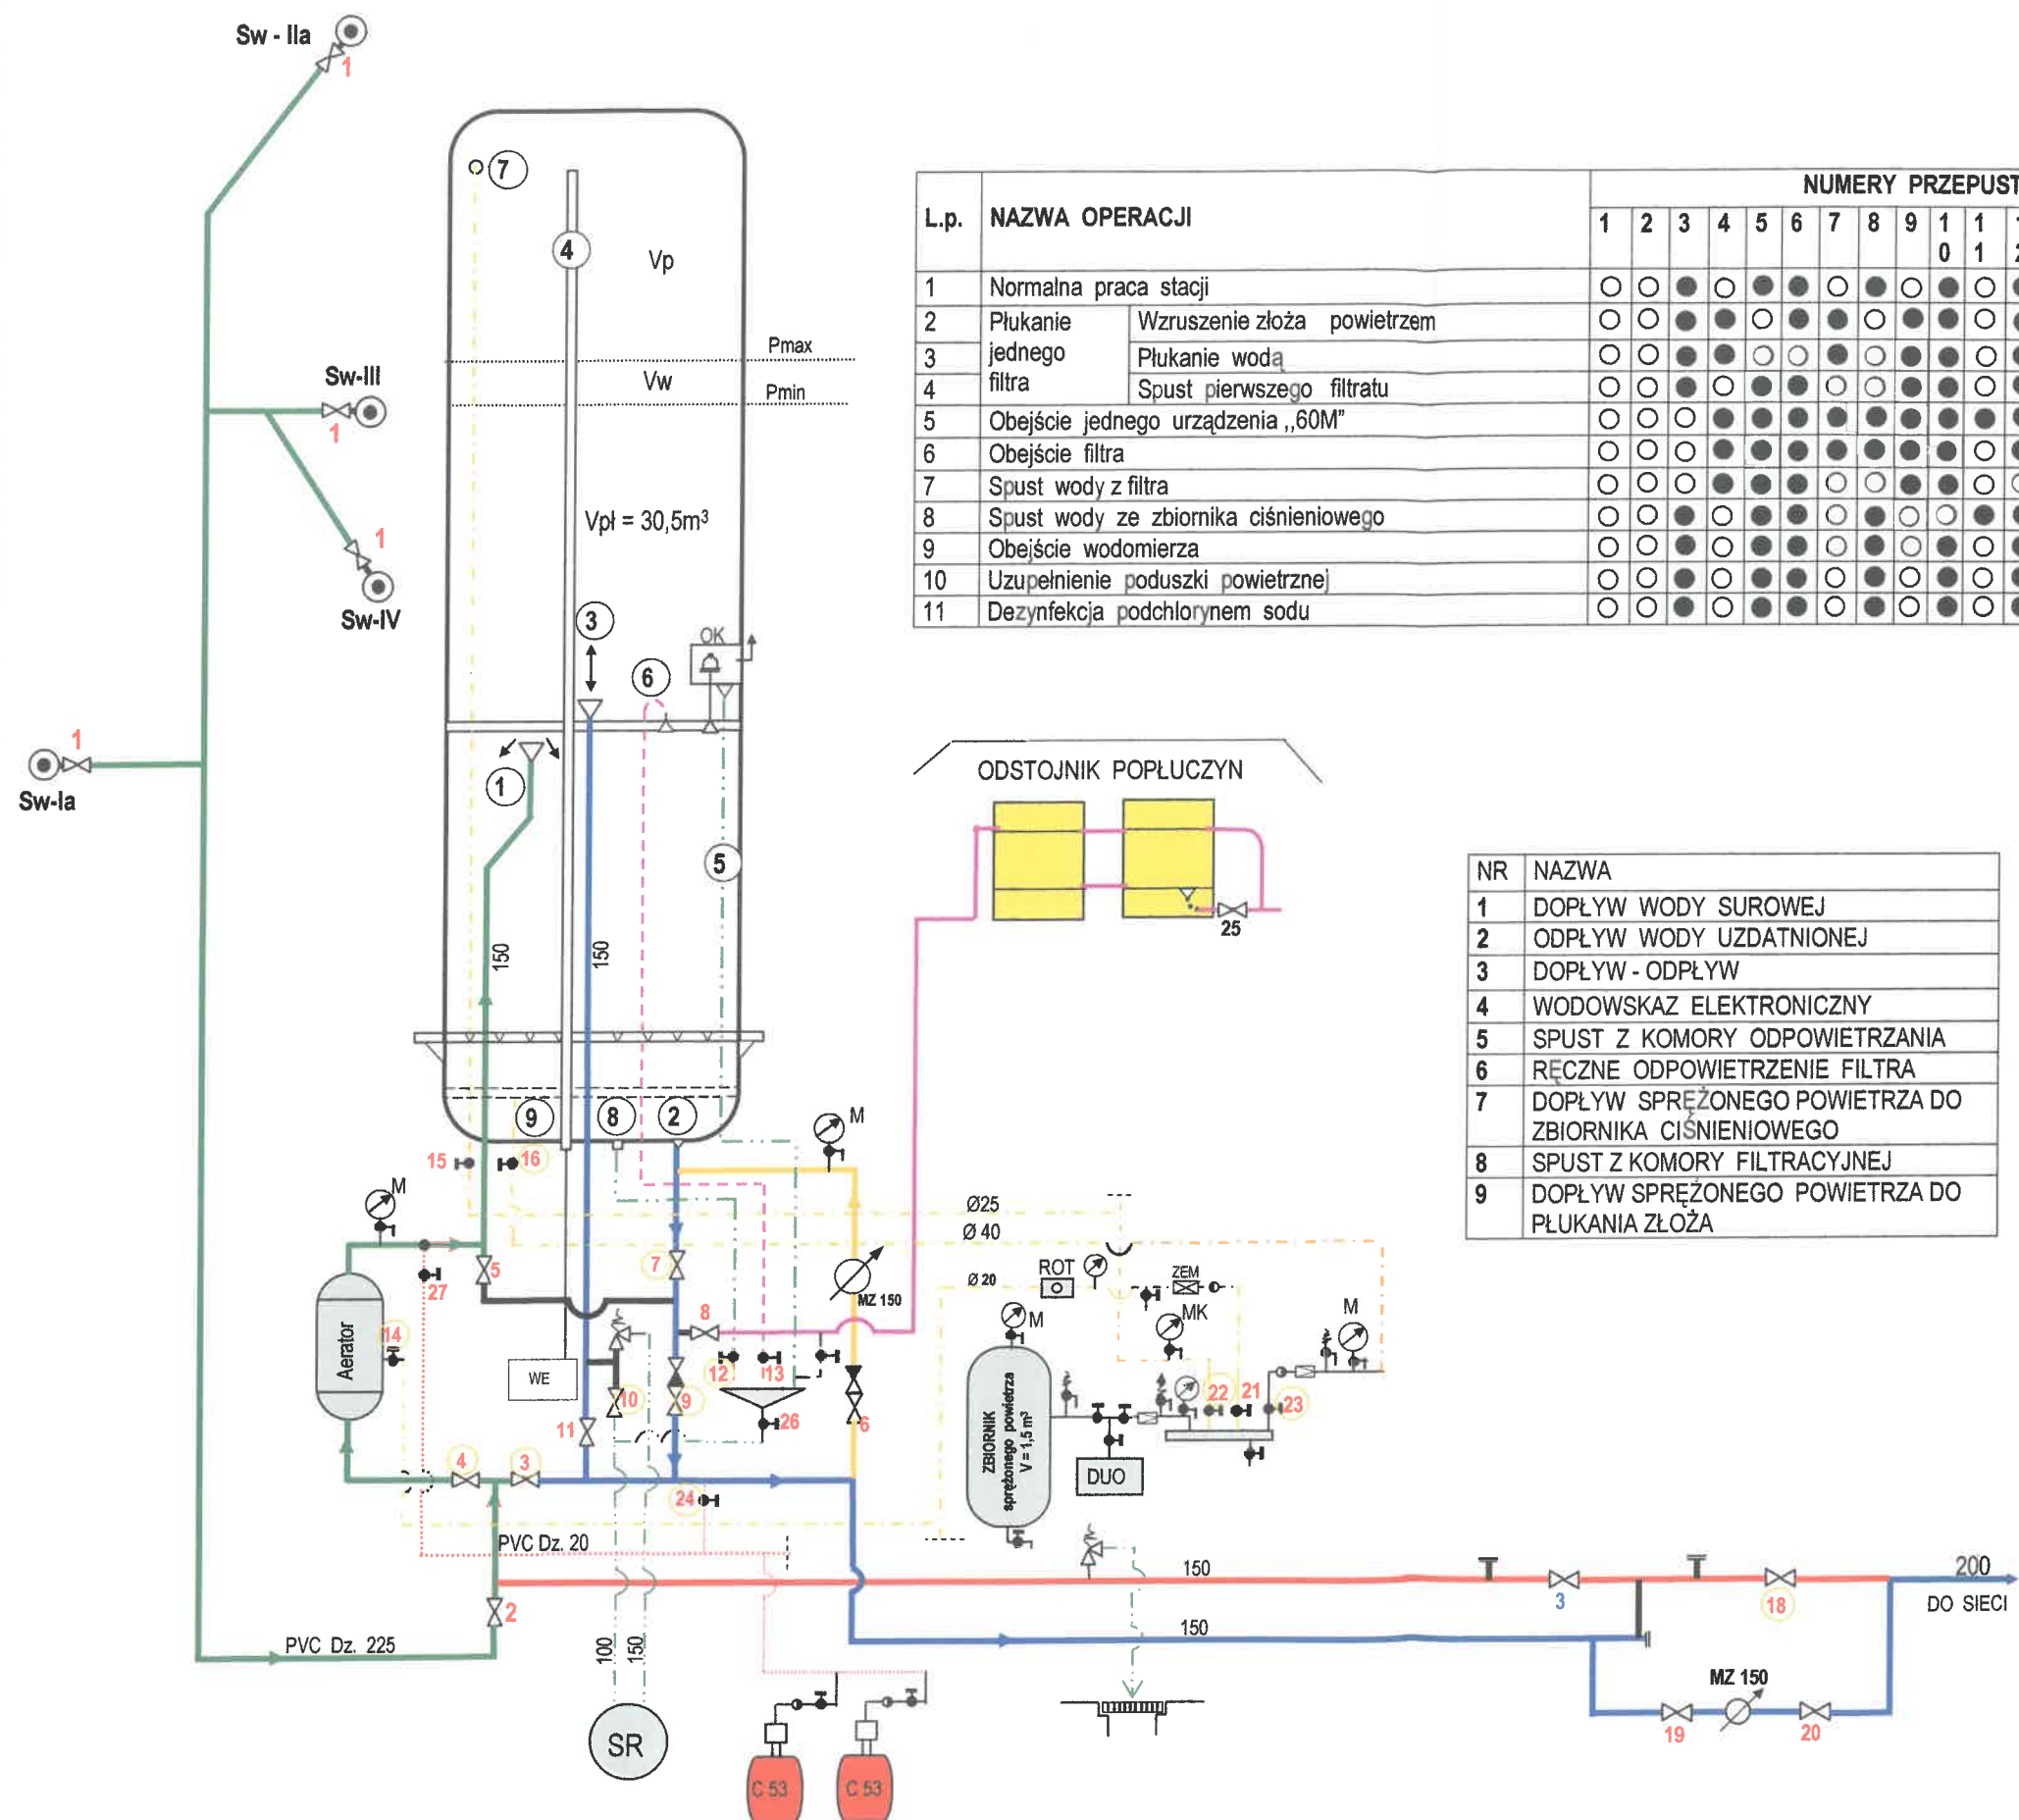 Sw - IIa
1
7
4
Vp
Pmax
Vw
Pmin
Sw-III
1
1
Sw-IV
Vpł = 30,5m³
3
OK
6
1
Sw-Ia
1
5
150
150
9
8
2
NUMERY PRZEPUST
L.p. NAZWA OPERACJI 1 2 3 4 5 6 7 8 9 10 11 12
1 Normalna praca stacji
2 Płukanie jednego filtra Wzruszenie złoża powietrzem
3 Płukanie wodą
4 Spust pierwszego filtratu
5 Obejście jednego urządzenia ,,60M"
6 Obejście filtra
7 Spust wody z filtra
8 Spust wody ze zbiornika ciśnieniowego
9 Obejście wodomierza
10 Uzupełnienie poduszki powietrznej
11 Dezynfekcja podchlorynem sodu
ODSTOJNIK POPŁUCZYN
25
NR NAZWA
1 DOPŁYW WODY SUROWEJ
2 ODPŁYW WODY UZDATNIONEJ
3 DOPŁYW - ODPŁYW
4 WODOWSKAZ ELEKTRONICZNY
5 SPUST Z KOMORY ODPOWIETRZANIA
6 RĘCZNE ODPOWIETRZENIE FILTRA
7 DOPŁYW SPRĘŻONEGO POWIETRZA DO
ZBIORNIKA CIŚNIENIOWEGO
8 SPUST Z KOMORY FILTRACYJNEJ
9 DOPŁYW SPRĘŻONEGO POWIETRZA DO
PŁUKANIA ZŁOŻA
M
15
16
M
Ø25
Ø 40
Ø 20
ROT
ZEM
5
27
7
MZ 150
M
MK
M
8
14
Aerator
WE
12
13
10
9
11
26
6
22
21
23
ZBIORNIK
sprężonego powietrza
V = 1,5 m³
DUO
4
3
24
PVC Dz. 20
2
PVC Dz. 225
100
150
SR
C 53
C 53
150
150
3
18
200
DO SIECI
MZ 150
19
20